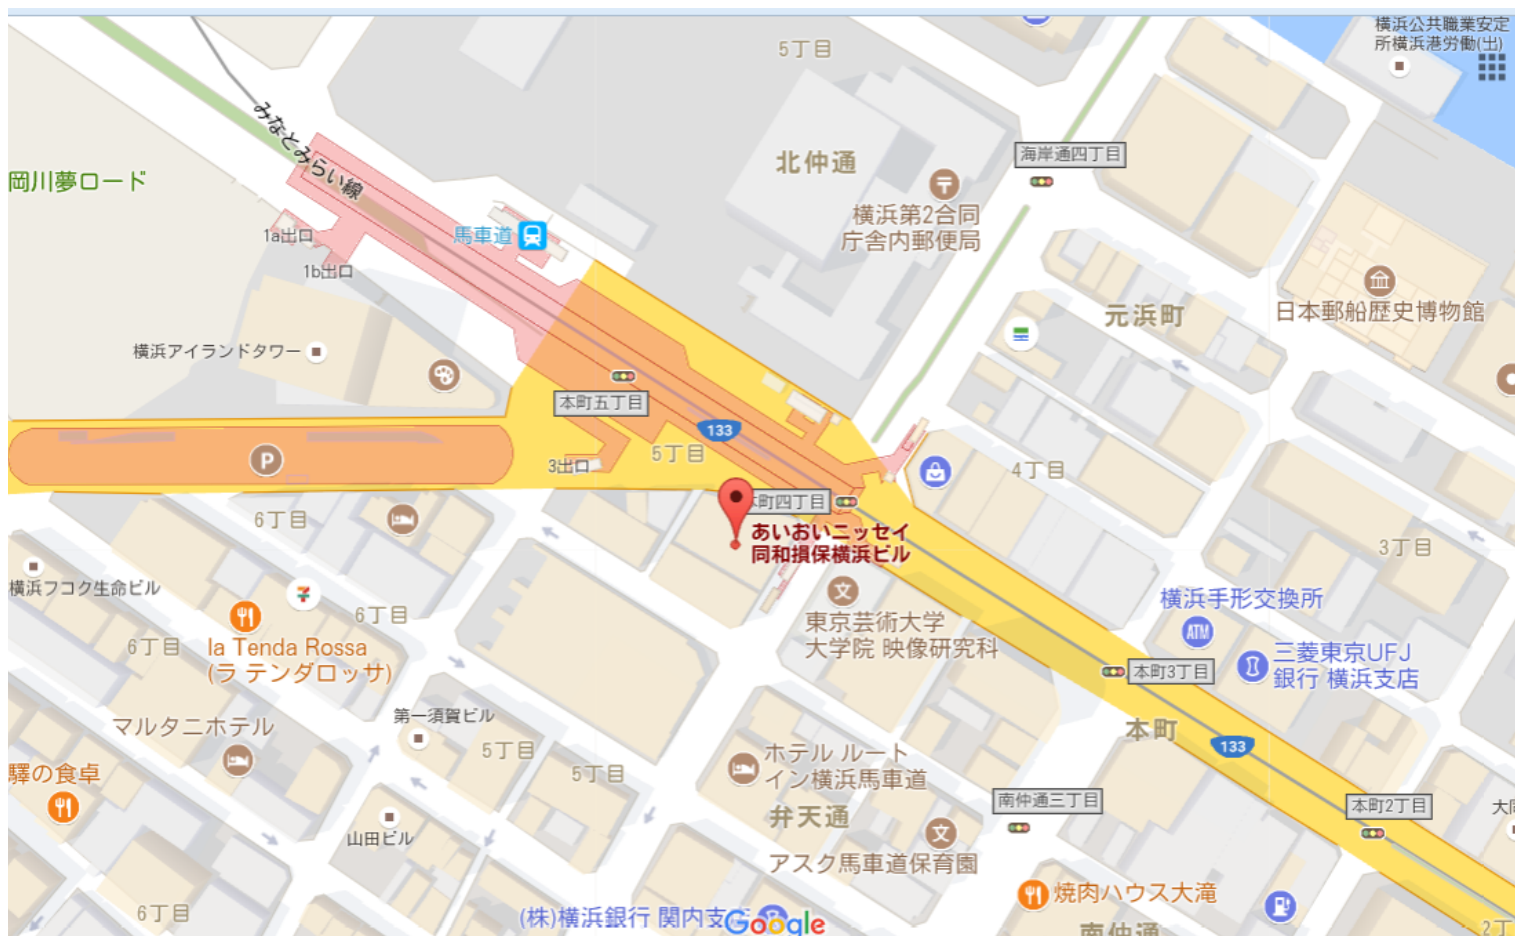 5丁目
横浜公共職業安定
所横浜港労働(出)
みなとみらい線
北仲通
海岸通四丁目
岡川夢ロード
横浜第2合同
庁舎内郵便局
1a出口
馬車道
1b出口
元浜町
日本郵船歴史博物館
横浜アイランドタワー
本町五丁目
133
P
3出口
5丁目
4丁目
6丁目
本町四丁目
あいおいニッセイ
同和損保横浜ビル
3丁目
横浜フコク生命ビル
7
6丁目
文
東京芸術大学
大学院 映像研究科
横浜手形交換所
ATM
6丁目
la Tenda Rossa
(ラ テンダロッサ)
三菱東京UFJ
銀行 横浜支店
本町3丁目
マルタニホテル
第一須賀ビル
5丁目
本町
133
ホテル ルート
イン横浜馬車道
驛の食卓
5丁目
南仲通三丁目
本町2丁目
弁天通
文
山田ビル
アスク馬車道保育園
焼肉ハウス大滝
6丁目
(株)横浜銀行 関内支
Google
南仲通
2丁